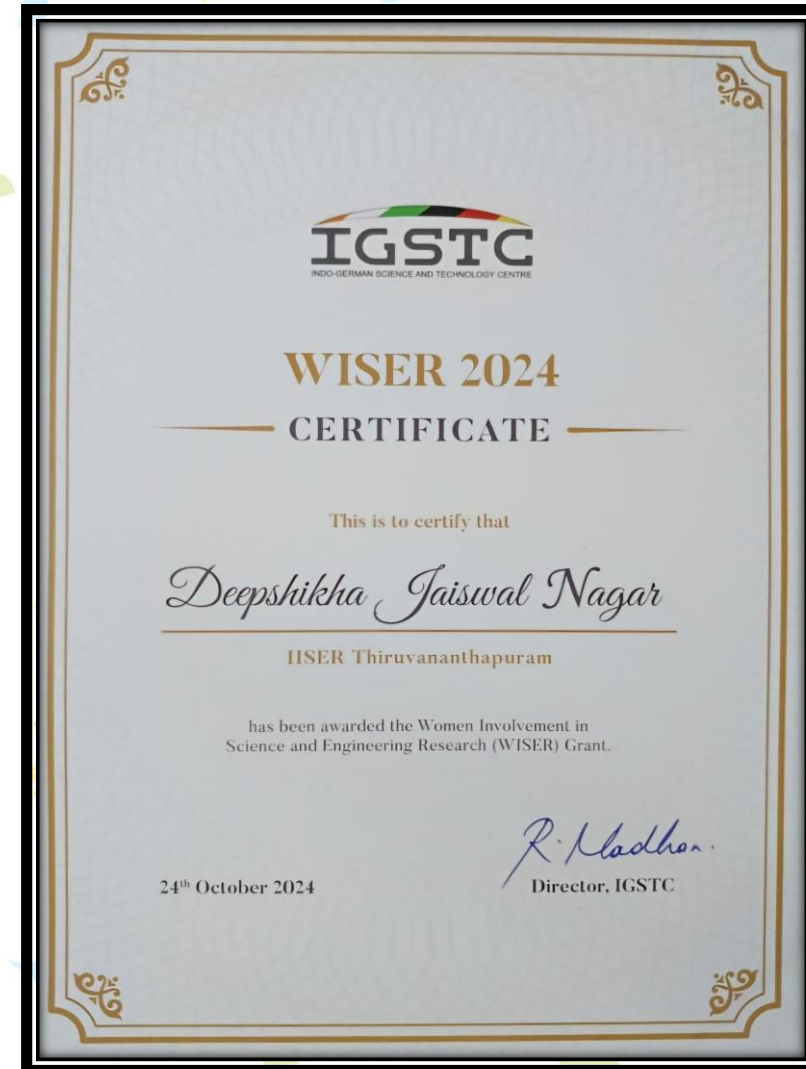 IGSTC
INDO-GERMAN SCIENCE AND TECHNOLOGY CENTRE
WISER 2024
CERTIFICATE
This is to certify that
Deepshikha Jaiswal Nagar
IISER Thiruvananthapuram
has been awarded the Women Involvement in
Science and Engineering Research (WISER) Grant.
R. Madhan.
24th October 2024
Director, IGSTC